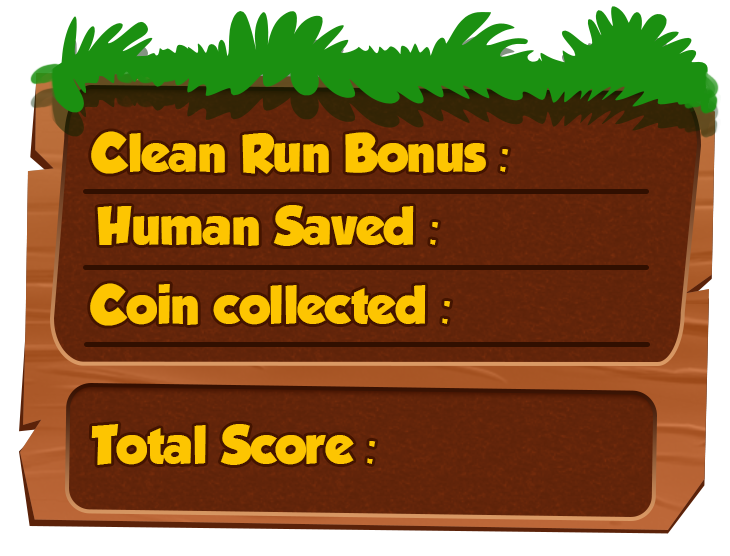 Clean Run Bonus :
Human Saved :
Coin collected :
Total Score :